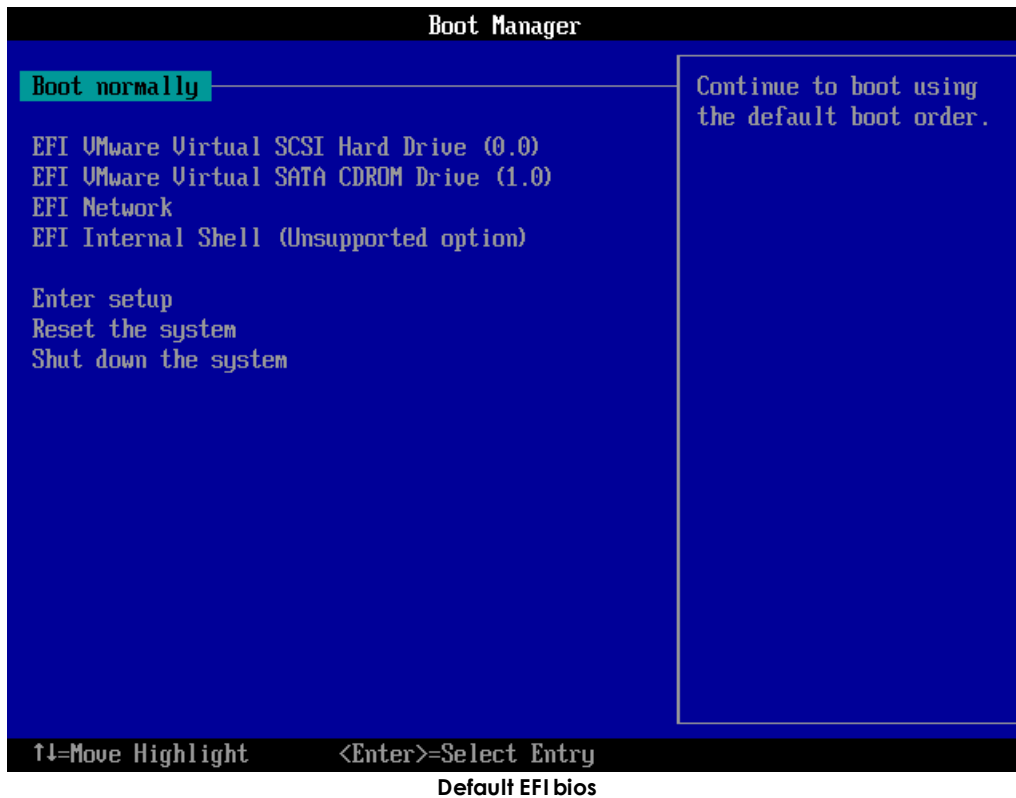 Boot Manager
Boot normally
EFI VMware Virtual SCSI Hard Drive (0.0)
EFI VMware Virtual SATA CDROM Drive (1.0)
EFI Network
EFI Internal Shell (Unsupported option)
Enter setup
Reset the system
Shut down the system
Continue to boot using
the default boot order.
↑↓=Move Highlight <Enter>=Select Entry
Default EFI bios